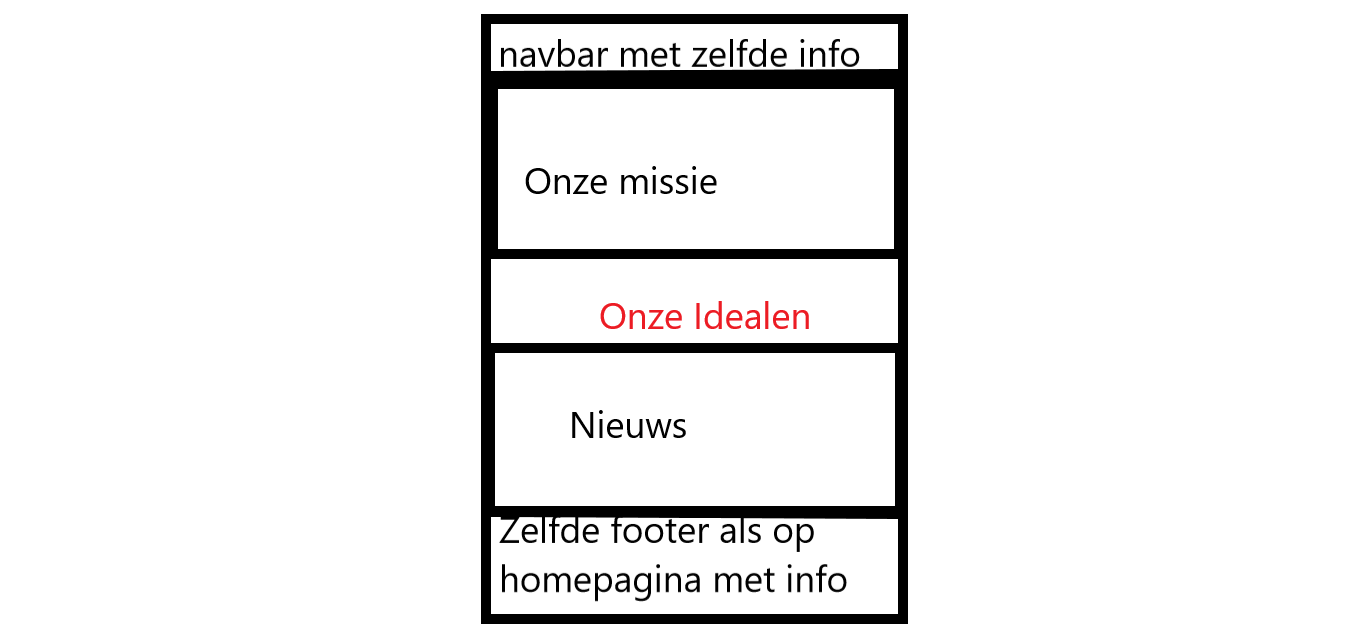 navbar met zelfde info
Onze missie
Onze Idealen
Nieuws
Zelfde footer als op
homepagina met info